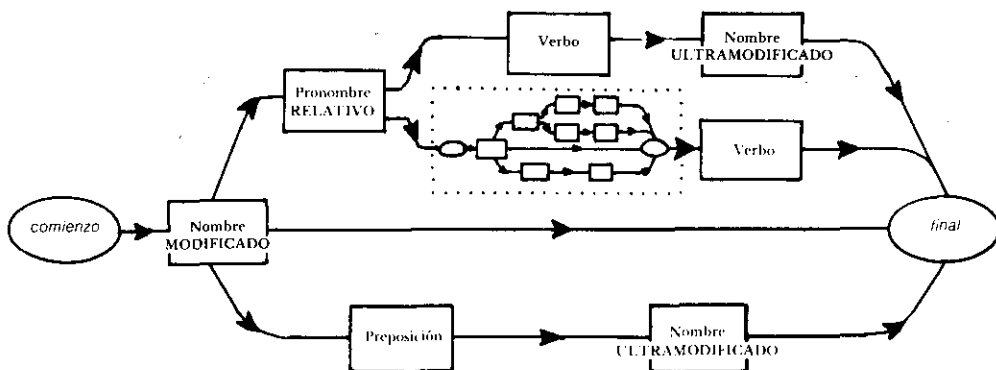 Verbo
Nombre
ULTRAMODIFICADO
Pronombre
RELATIVO
Verbo
comienzo
Nombre
MODIFICADO
final
Preposición
Nombre
ULTRAMODIFICADO